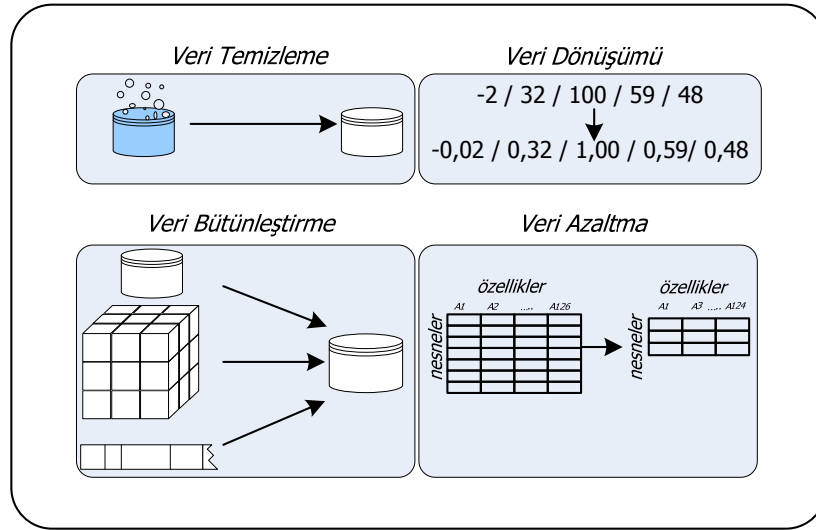 Veri Temizleme
Veri Dönüşümü
-2 / 32 / 100 / 59 / 48
-0,02 / 0,32 / 1,00 / 0,59/ 0,48
Veri Bütünleştirme
Veri Azaltma
özellikler
A1 A2 ..... A126
nesneler
özellikler
A1 A3 ..... A124
nesneler